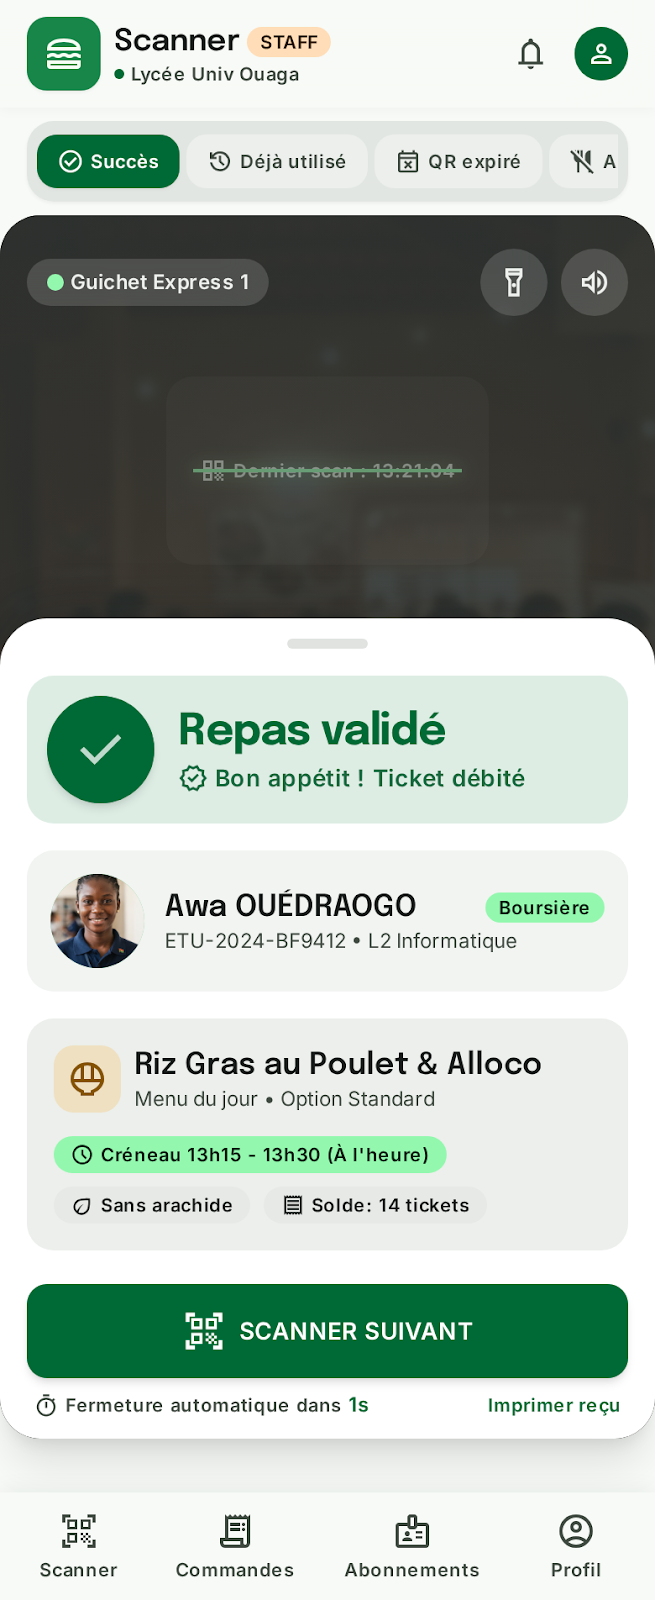 Scanner STAFF
Lycée Univ Ouaga
Succès Déjà utilisé QR expiré A
Guichet Express 1
Dernier scan : 13:21:04
Repas validé
Bon appétit ! Ticket débité
Awa OUÉDRAOGO Boursière
ETU-2024-BF9412 • L2 Informatique
Riz Gras au Poulet & Alloco
Menu du jour • Option Standard
Créneau 13h15 - 13h30 (À l'heure)
Sans arachide Solde: 14 tickets
SCANNER SUIVANT
Fermeture automatique dans 1s Imprimer reçu
Scanner Commandes Abonnements Profil